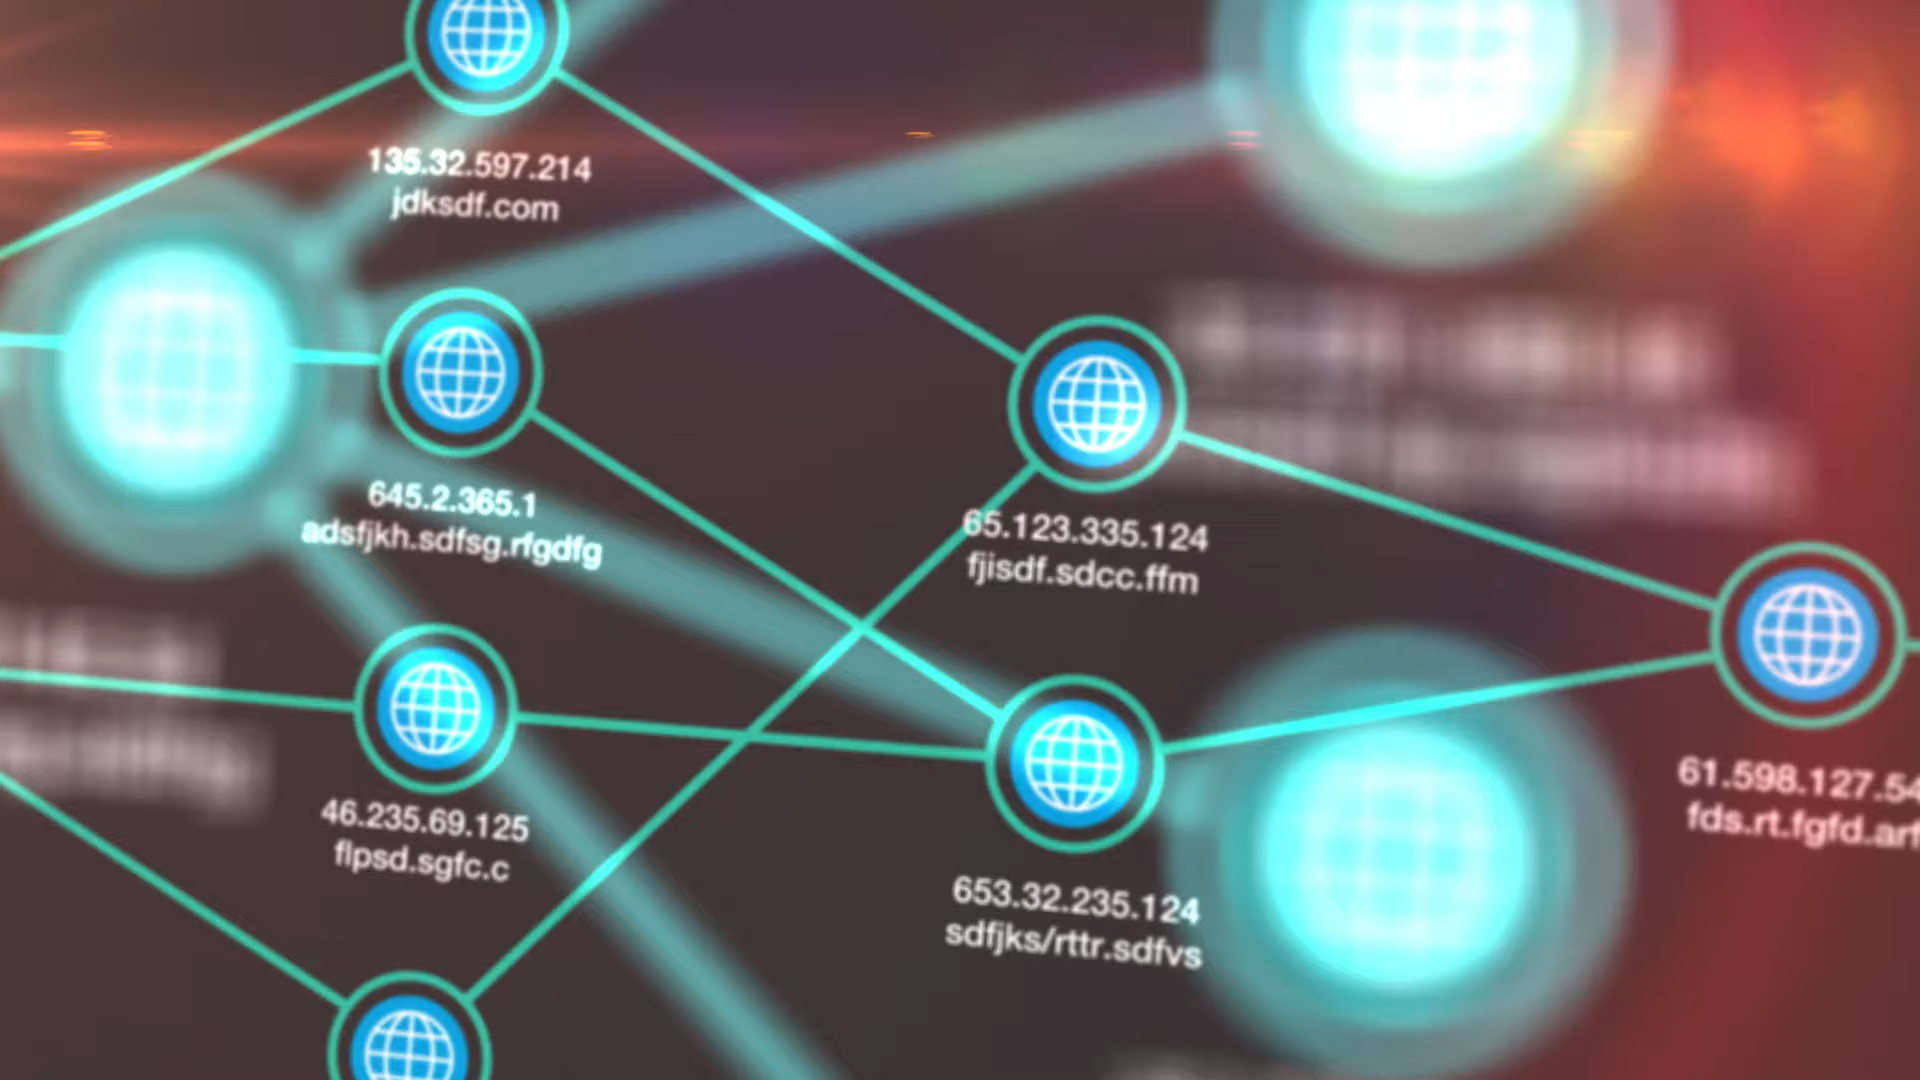 135.32.597.214
jdksdf.com
645.2.365.1
adsfjkh.sdfsg.rfgdfg
65.123.335.124
fjisdf.sdcc.ffm
46.235.69.125
flpsd.sgfc.c
653.32.235.124
sdfjks/rttr.sdfvs
61.598.127.54
fds.rt.fgfd.arf